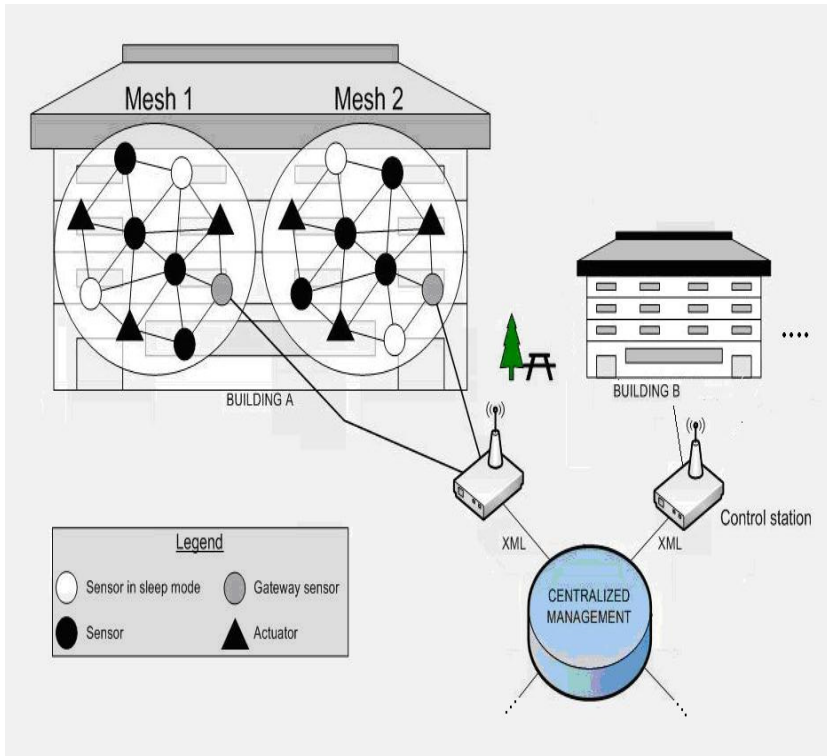 Mesh 1
Mesh 2
BUILDING A
BUILDING B
....
Control station
XML
XML
CENTRALIZED
MANAGEMENT
Legend
Sensor in sleep mode
Gateway sensor
Sensor
Actuator